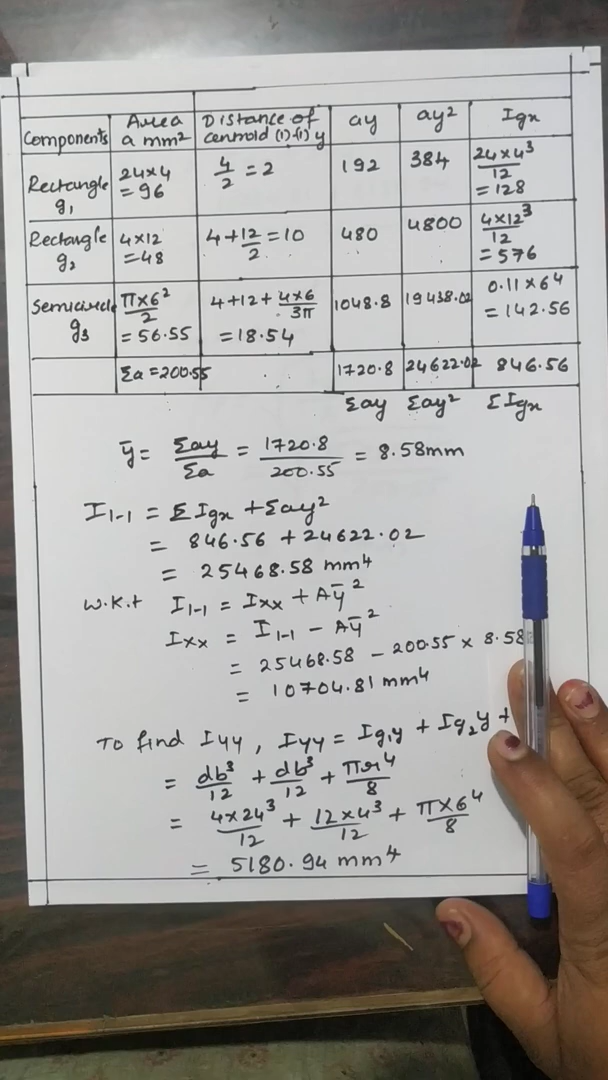 Components | Area a mm² | Distance of cenroid (1)-(1) y | ay | ay² | Igx
Rectangle g₁ | 24×4 = 96 | 4/2 = 2 | 192 | 384 | 24×4³/12 = 128
Rectangle g₂ | 4×12 = 48 | 4+12/2 = 10 | 480 | 4800 | 4×12³/12 = 576
Semicircle g₃ | π×6²/2 = 56.55 | 4+12+4×6/3π = 18.54 | 1048.8 | 19438.02 | 0.11×6⁴ = 142.56
Σa = 200.55 | 1720.8 | 24622.02 | 846.56
Σay Σay² ΣIgx
ȳ = Σay/Σa = 1720.8/200.55 = 8.58mm
I1-1 = ΣIgx + Σay²
= 846.56 + 24622.02
= 25468.58 mm⁴
W.K.t I1-1 = Ixx + Aȳ²
Ixx = I1-1 − Aȳ²
= 25468.58 − 200.55 × 8.58
= 10704.81 mm⁴
To find Iyy, Iyy = Ig₁y + Ig₂y +
= db³/12 + db³/12 + πr⁴/8
= 4×24³/12 + 12×4³/12 + π×6⁴/8
= 5180.94 mm⁴